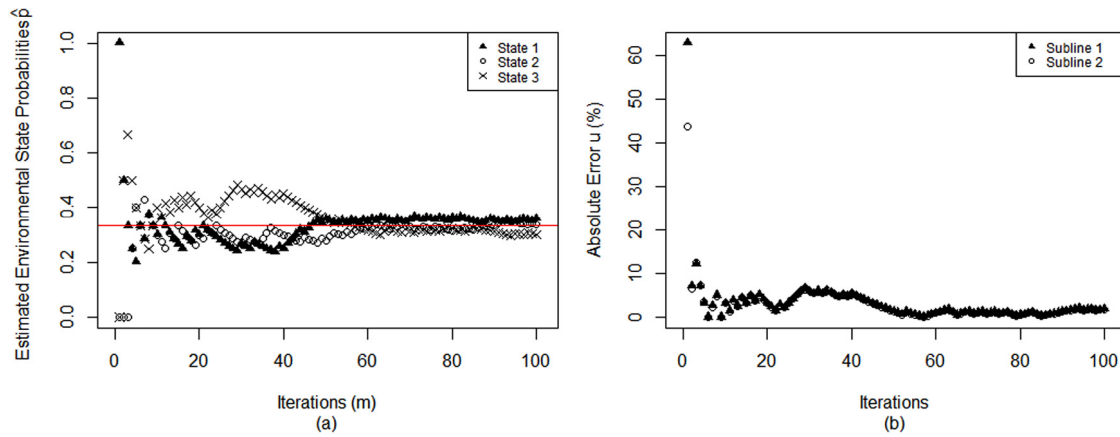 Estimated Environmental State Probabilities p̂
1.0
0.8
0.6
0.4
0.2
0.0
State 1
State 2
State 3
0 20 40 60 80 100
Iterations (m)
(a)
Absolute Error u (%)
60
50
40
30
20
10
0
Subline 1
Subline 2
0 20 40 60 80 100
Iterations
(b)